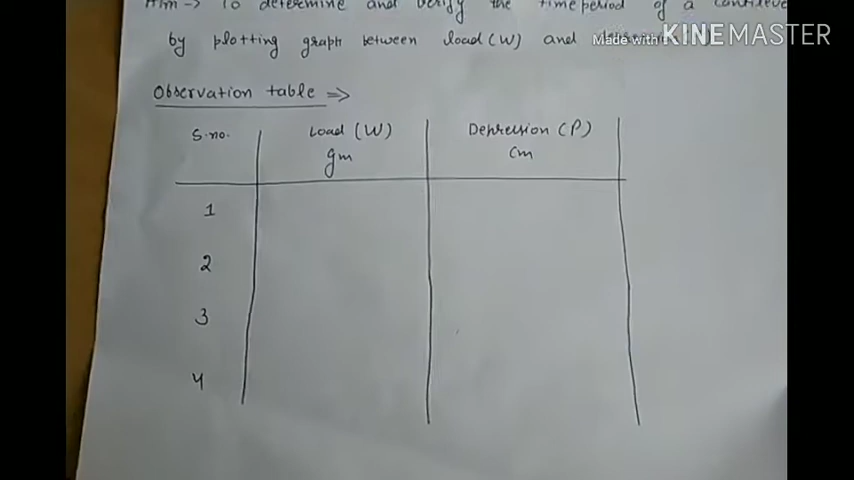 Aim -> To determine and verify the time period of a
by plotting graph between load (W) and
Made with KINEMASTER
Observation table =>
S.no. Load (W) Depression (P)
gm cm
1
2
3
4